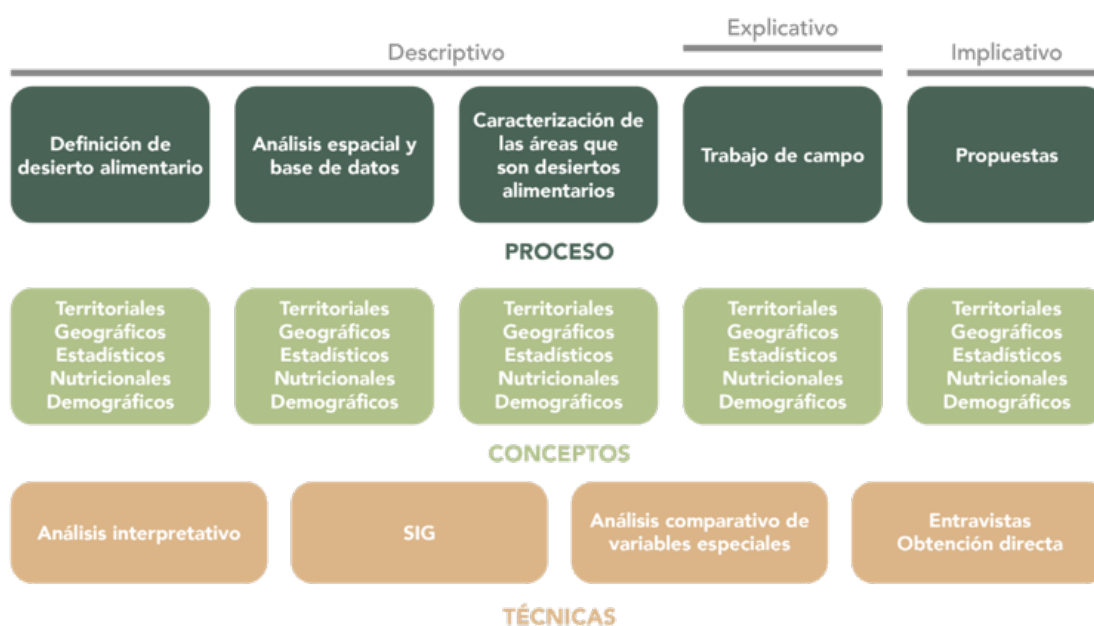 Explicativo
Descriptivo
Implicativo
Definición de
desierto alimentario
Análisis espacial y
base de datos
Caracterización de
las áreas que
son desiertos
alimentarios
Trabajo de campo
Propuestas
PROCESO
Territoriales
Geográficos
Estadísticos
Nutricionales
Demográficos
Territoriales
Geográficos
Estadísticos
Nutricionales
Demográficos
Territoriales
Geográficos
Estadísticos
Nutricionales
Demográficos
Territoriales
Geográficos
Estadísticos
Nutricionales
Demográficos
Territoriales
Geográficos
Estadísticos
Nutricionales
Demográficos
CONCEPTOS
Análisis interpretativo
SIG
Análisis comparativo de
variables especiales
Entravistas
Obtención directa
TÉCNICAS